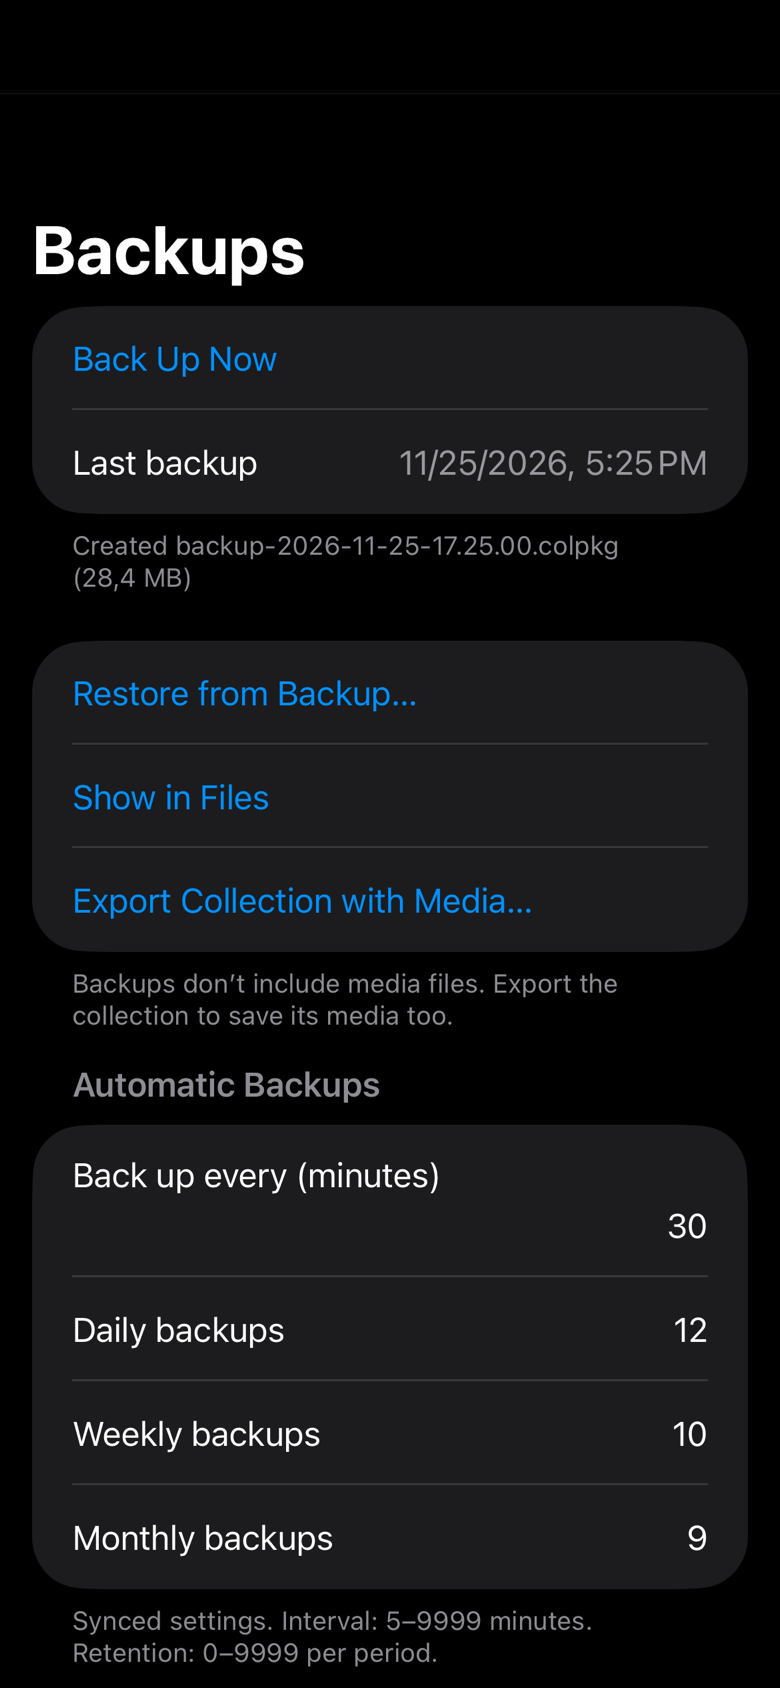 Backups
Back Up Now
Last backup 11/25/2026, 5:25 PM
Created backup-2026-11-25-17.25.00.colpkg
(28,4 MB)
Restore from Backup...
Show in Files
Export Collection with Media...
Backups don’t include media files. Export the
collection to save its media too.
Automatic Backups
Back up every (minutes)
30
Daily backups 12
Weekly backups 10
Monthly backups 9
Synced settings. Interval: 5–9999 minutes.
Retention: 0–9999 per period.